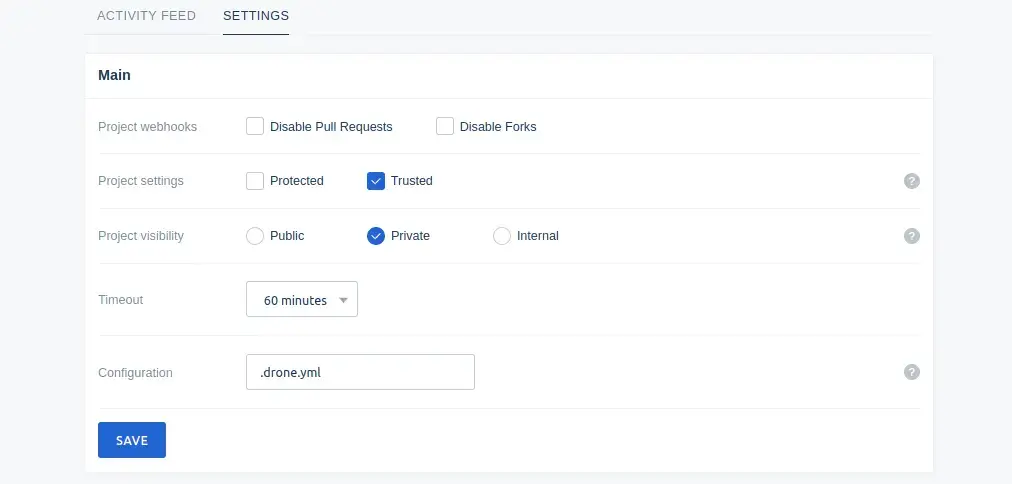 ACTIVITY FEED SETTINGS
Main
Project webhooks Disable Pull Requests Disable Forks
Project settings Protected Trusted ?
Project visibility Public Private Internal ?
Timeout 60 minutes
Configuration .drone.yml ?
SAVE